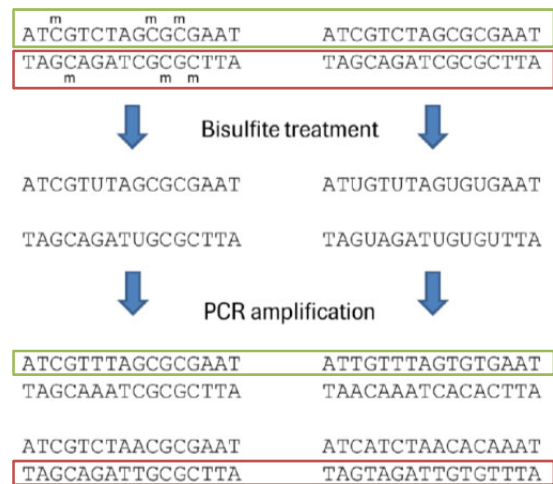 m m m
ATCGTCTAGCGCGAAT ATCGTCTAGCGCGAAT
TAGCAGATCGCGCTTA TAGCAGATCGCGCTTA
m m m
Bisulfite treatment
ATCGTUTAGCGCGAAT ATUGTUTAGUGUGAAT
TAGCAGATUGCGCTTA TAGUAGATUGUGUTTA
PCR amplification
ATCGTTTAGCGCGAAT ATTGTTTAGTGTGAAT
TAGCAAATCGCGCTTA TAACAAATCACACTTA
ATCGTCTAACGCGAAT ATCATCTAACACAAAT
TAGCAGATTGCGCTTA TAGTAGATTGTGTTTA